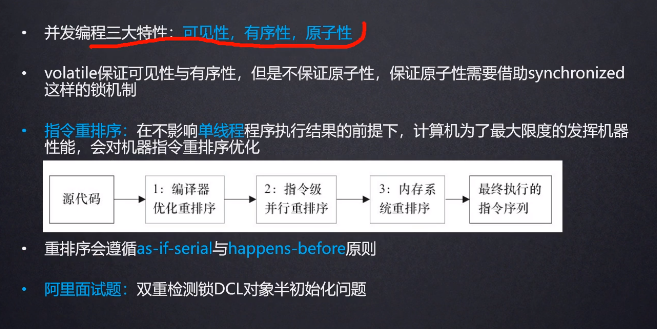 并发编程三大特性：可见性，有序性，原子性
volatile保证可见性与有序性，但是不保证原子性，保证原子性需要借助synchronized
这样的锁机制
指令重排序：在不影响单线程程序执行结果的前提下，计算机为了最大限度的发挥机器
性能，会对机器指令重排序优化
源代码
1：编译器
优化重排序
2：指令级
并行重排序
3：内存系
统重排序
最终执行的
指令序列
重排序会遵循as-if-serial与happens-before原则
阿里面试题：双重检测锁DCL对象半初始化问题